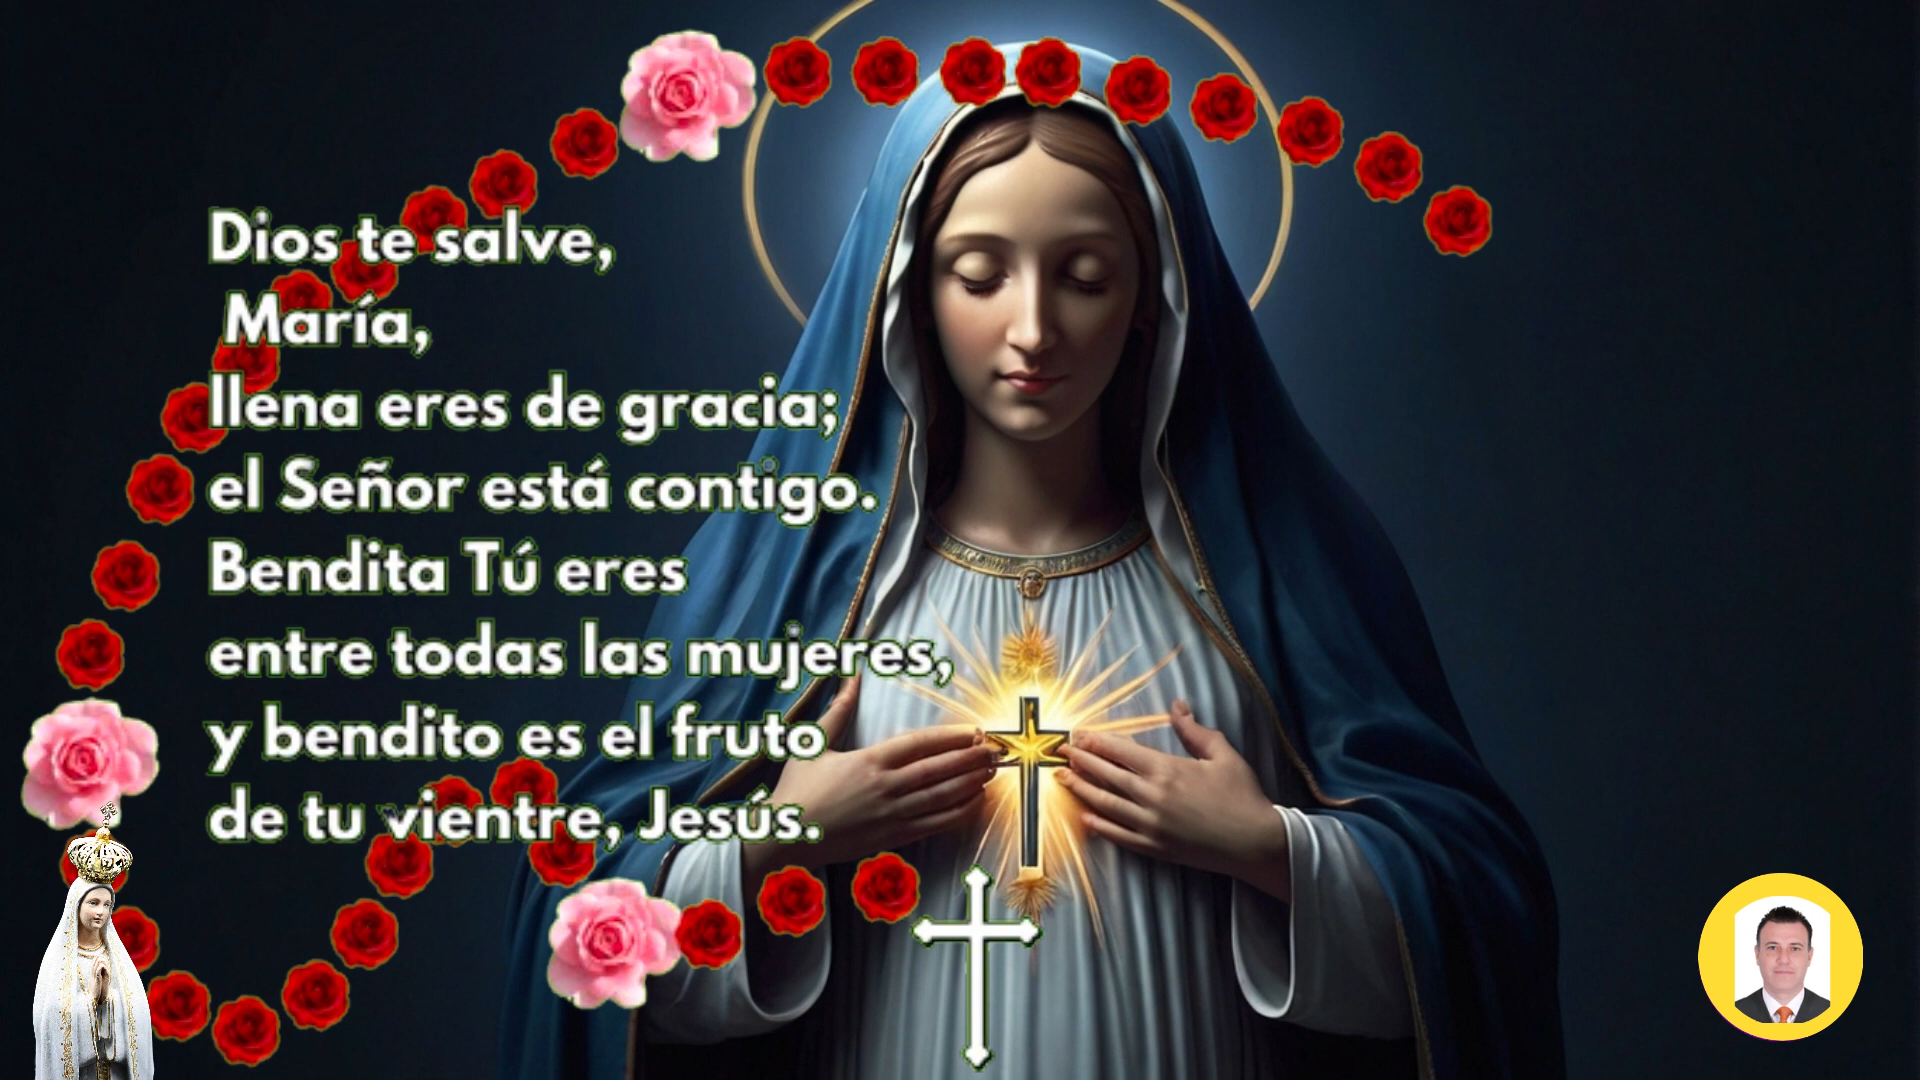 Dios te salve,
María,
llena eres de gracia;
el Señor está contigo.
Bendita Tú eres
entre todas las mujeres,
y bendito es el fruto
de tu vientre, Jesús.